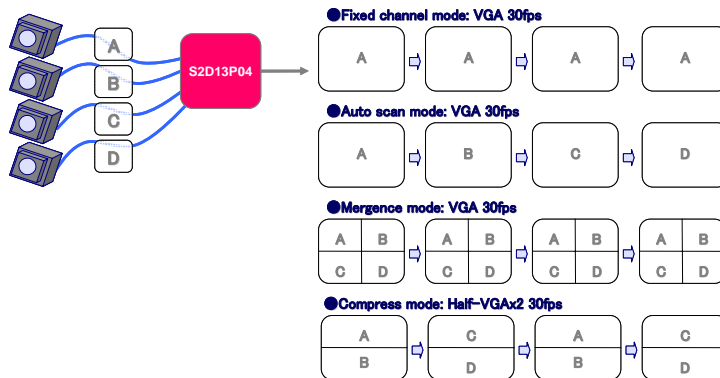 ●Fixed channel mode: VGA 30fps
A
B
C
D
S2D13P04
A A A A
●Auto scan mode: VGA 30fps
A B C D
●Mergence mode: VGA 30fps
A B A B A B A B
C D C D C D C D
●Compress mode: Half-VGAx2 30fps
A C A C
B D B D